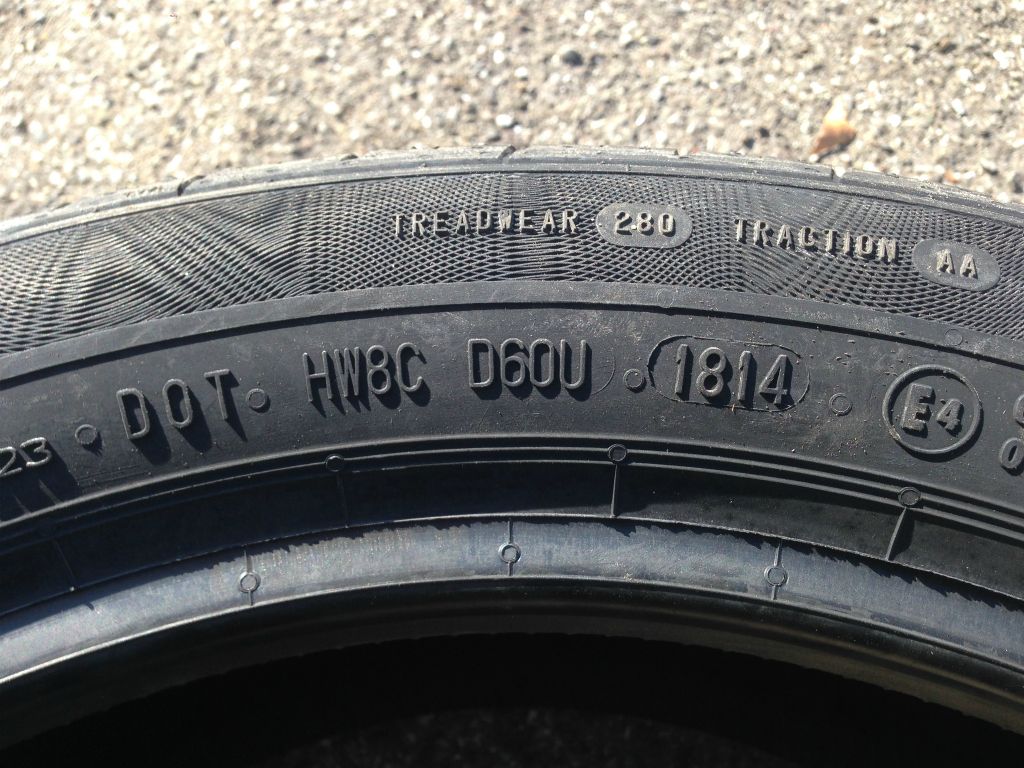 TREADWEAR 280 TRACTION AA
23 DOT HW8C D60U 1814 E4